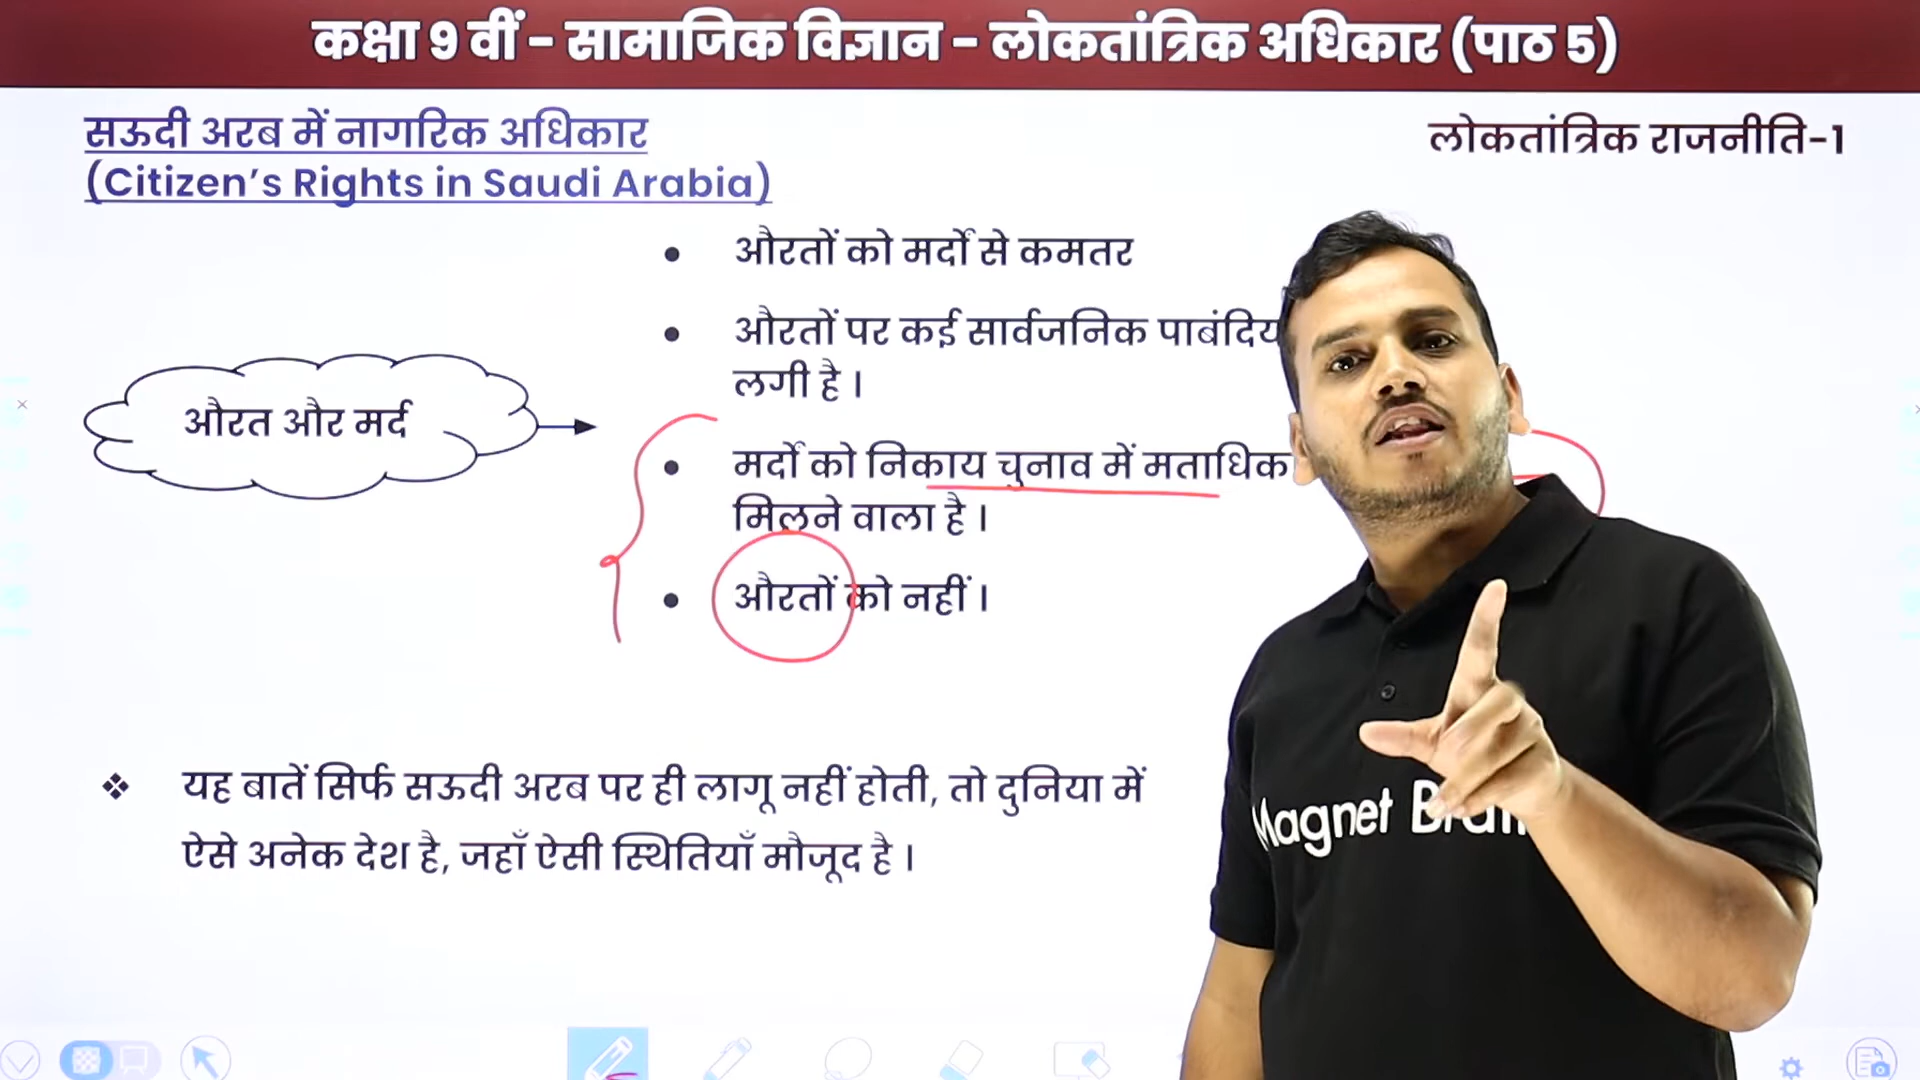 कक्षा 9 वीं - सामाजिक विज्ञान - लोकतांत्रिक अधिकार (पाठ 5)
सऊदी अरब में नागरिक अधिकार
(Citizen's Rights in Saudi Arabia)
लोकतांत्रिक राजनीति-1
औरत और मर्द
• औरतों को मर्दों से कमतर
• औरतों पर कई सार्वजनिक
लगी है।
• मर्दों को निकाय चुनाव में
मिलने वाला है।
• औरतों को नहीं।
❖ यह बातें सिर्फ सऊदी अरब पर ही लागू नहीं होती, तो दुनिया में
ऐसे अनेक देश है, जहाँ ऐसी स्थितियाँ मौजूद है।
Magnet